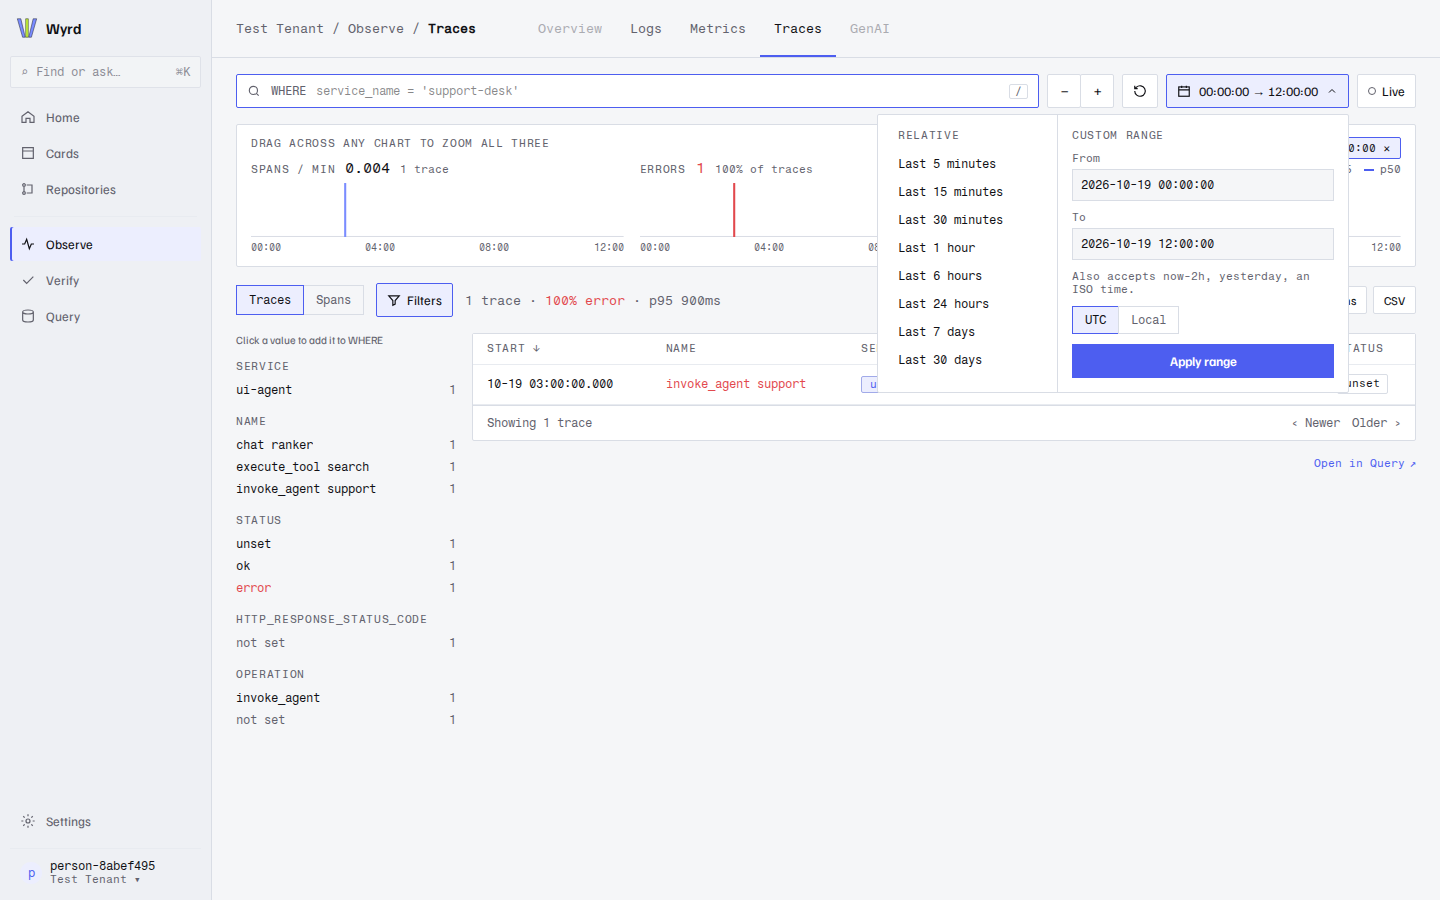 Wyrd
Test Tenant / Observe / Traces
Overview
Logs
Metrics
Traces
GenAI
Find or ask… ⌘K
Home
Cards
Repositories
Observe
Verify
Query
Settings
p
person-8abef495
Test Tenant ▾
WHERE service_name = 'support-desk' /
− +
00:00:00 → 12:00:00
Live
DRAG ACROSS ANY CHART TO ZOOM ALL THREE
0:00 ×
SPANS / MIN 0.004 1 trace
ERRORS 1 100% of traces
p50
00:00 04:00 08:00 12:00
00:00 04:00
12:00
RELATIVE
Last 5 minutes
Last 15 minutes
Last 30 minutes
Last 1 hour
Last 6 hours
Last 24 hours
Last 7 days
Last 30 days
CUSTOM RANGE
From
2026-10-19 00:00:00
To
2026-10-19 12:00:00
Also accepts now-2h, yesterday, an
ISO time.
UTC Local
Apply range
Traces Spans
Filters
1 trace · 100% error · p95 900ms
CSV
Click a value to add it to WHERE
SERVICE
ui-agent 1
NAME
chat ranker 1
execute_tool search 1
invoke_agent support 1
STATUS
unset 1
ok 1
error 1
HTTP_RESPONSE_STATUS_CODE
not set 1
OPERATION
invoke_agent 1
not set 1
START ↓ NAME
10-19 03:00:00.000 invoke_agent support unset
Showing 1 trace
‹ Newer Older ›
Open in Query ↗